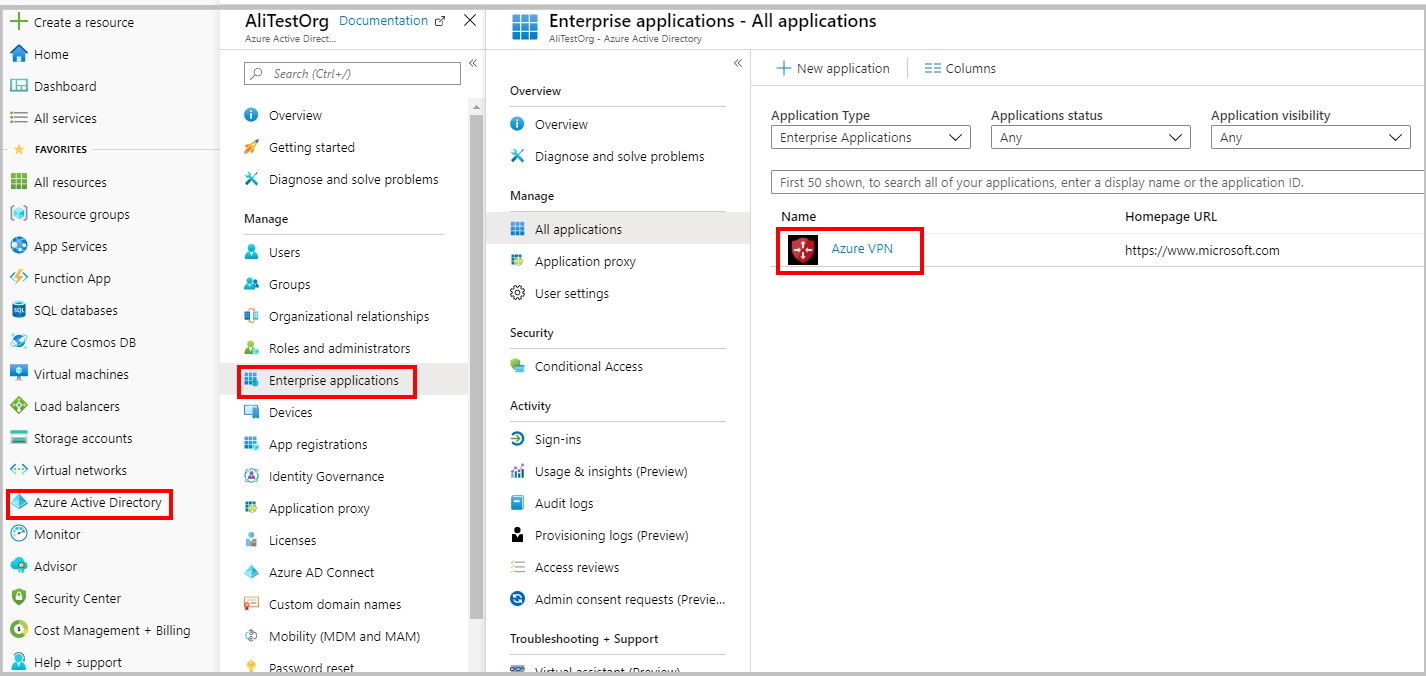 Create a resource
Home
Dashboard
All services
FAVORITES
All resources
Resource groups
App Services
Function App
SQL databases
Azure Cosmos DB
Virtual machines
Load balancers
Storage accounts
Virtual networks
Azure Active Directory
Monitor
Advisor
Security Center
Cost Management + Billing
Help + support
AliTestOrg
Documentation
Azure Active Direct...
Search (Ctrl+/)
Overview
Getting started
Diagnose and solve problems
Manage
Users
Groups
Organizational relationships
Roles and administrators
Enterprise applications
Devices
App registrations
Identity Governance
Application proxy
Licenses
Azure AD Connect
Custom domain names
Mobility (MDM and MAM)
Password reset
Enterprise applications - All applications
AliTestOrg - Azure Active Directory
Overview
Overview
Diagnose and solve problems
Manage
All applications
Application proxy
User settings
Security
Conditional Access
Activity
Sign-ins
Usage & insights (Preview)
Audit logs
Provisioning logs (Preview)
Access reviews
Admin consent requests (Previe...
Troubleshooting + Support
Virtual assistant (Preview)
New application
Columns
Application Type
Applications status
Application visibility
Enterprise Applications
Any
Any
First 50 shown, to search all of your applications, enter a display name or the application ID.
Name
Homepage URL
Azure VPN
https://www.microsoft.com